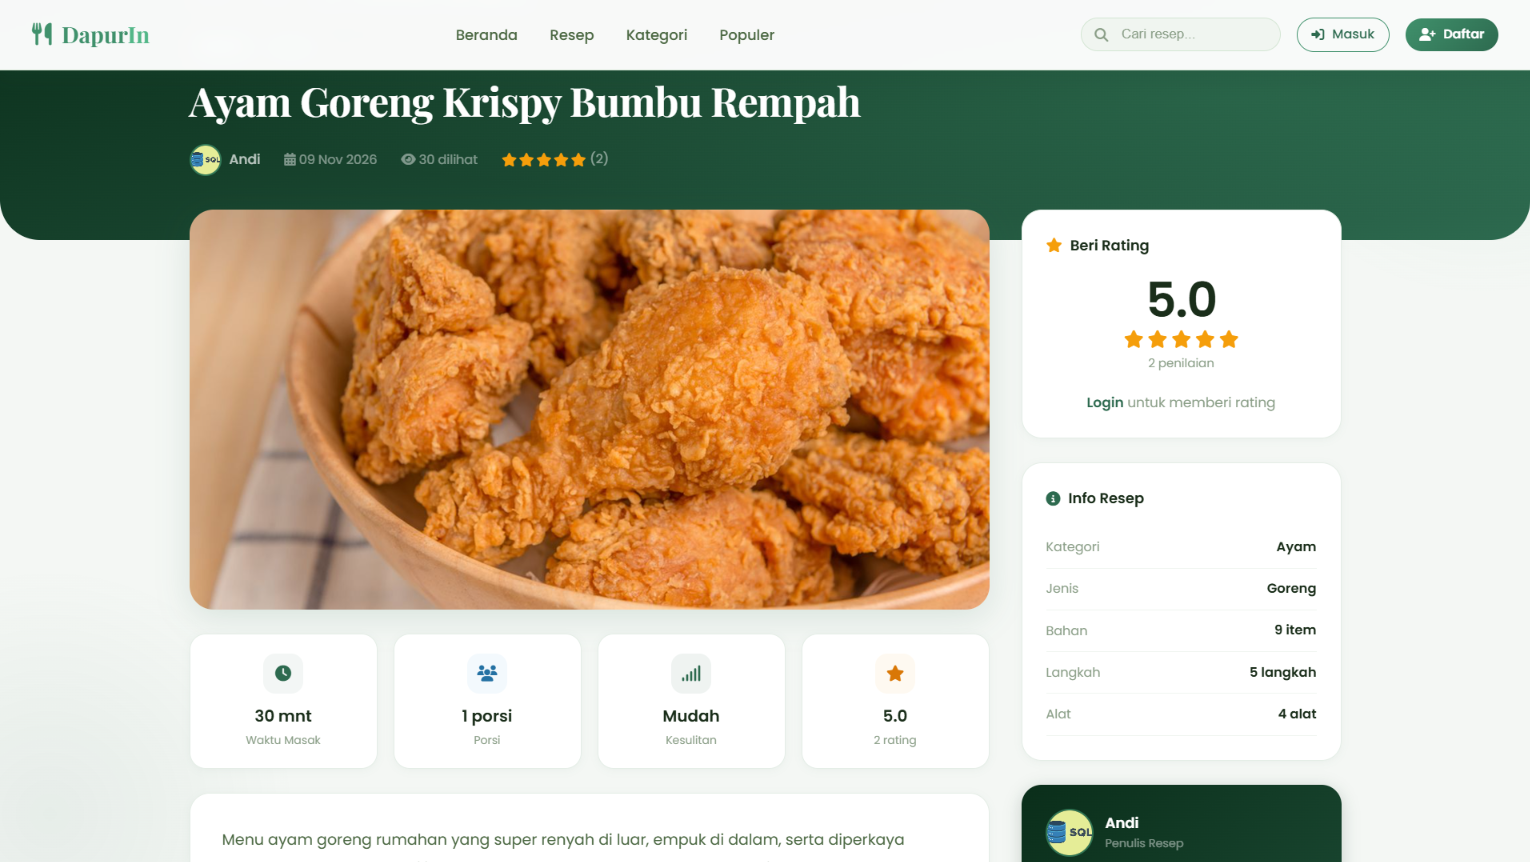 DapurIn
Beranda
Resep
Kategori
Populer
Cari resep...
Masuk
Daftar
Ayam Goreng Krispy Bumbu Rempah
SQL
Andi
09 Nov 2026
30 dilihat
(2)
Beri Rating
5.0
2 penilaian
Login untuk memberi rating
Info Resep
Kategori Ayam
Jenis Goreng
Bahan 9 item
Langkah 5 langkah
Alat 4 alat
30 mnt
Waktu Masak
1 porsi
Porsi
Mudah
Kesulitan
5.0
2 rating
Menu ayam goreng rumahan yang super renyah di luar, empuk di dalam, serta diperkaya
SQL
Andi
Penulis Resep